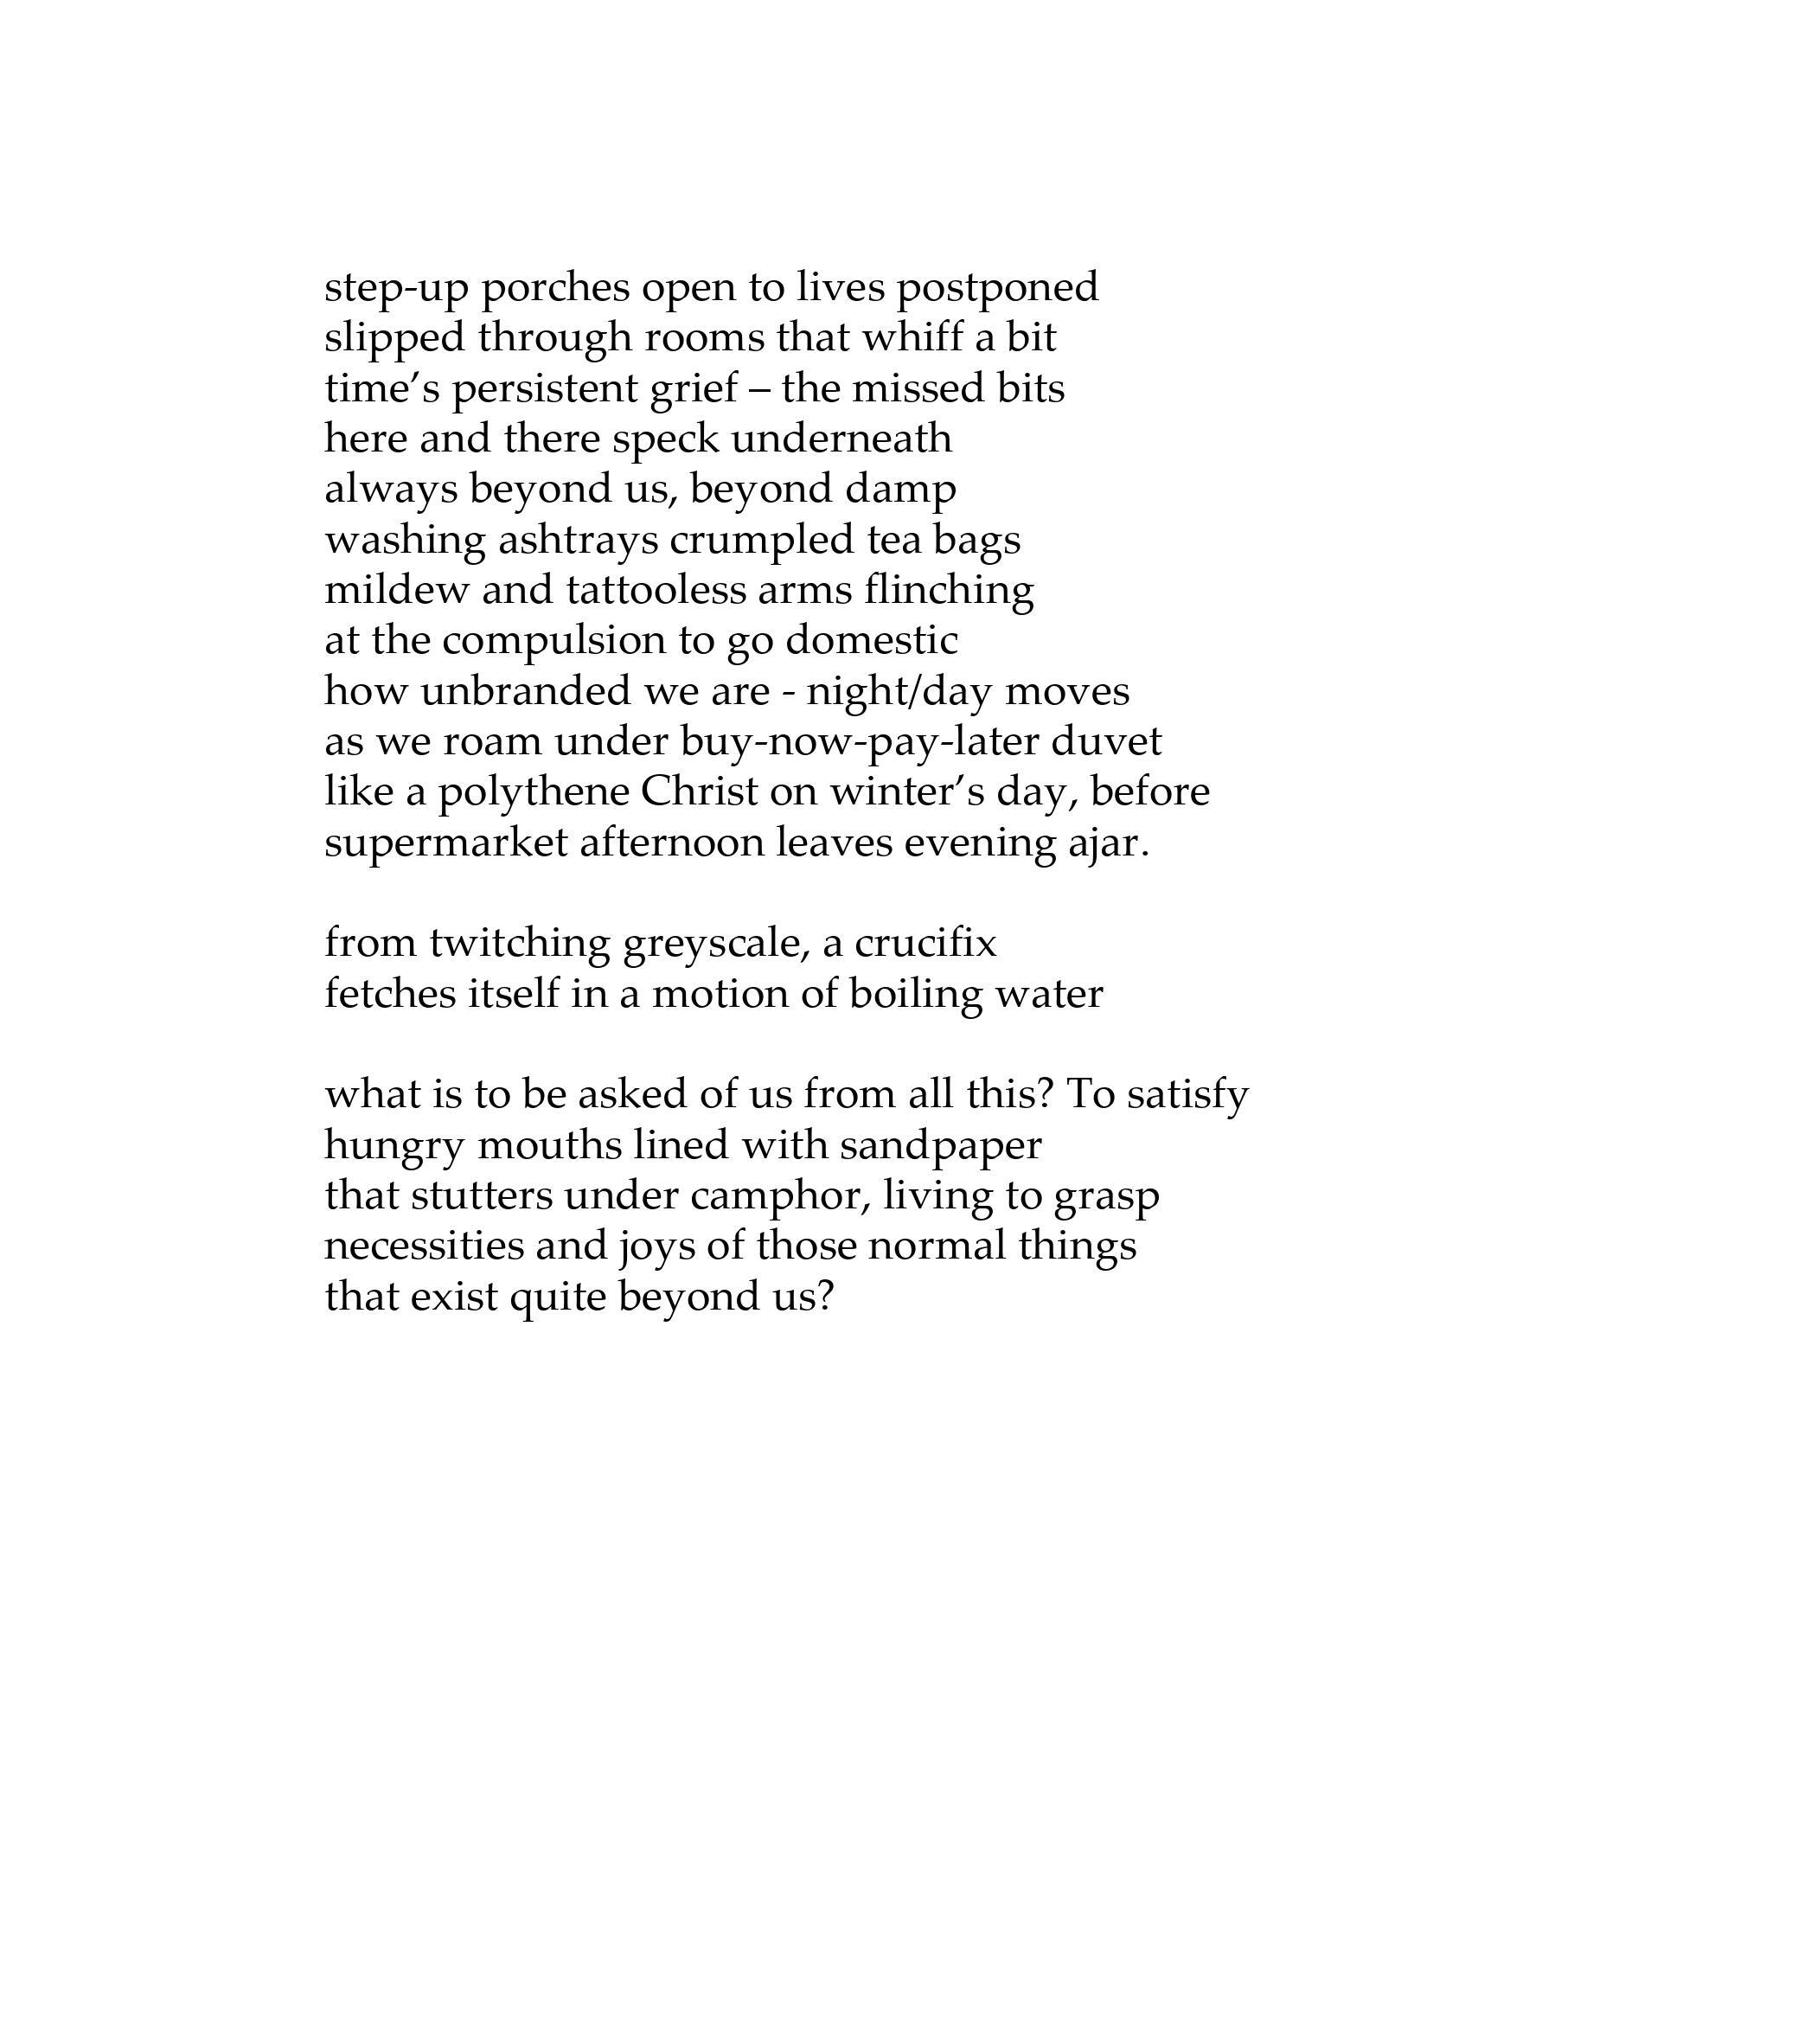 step-up porches open to lives postponed
slipped through rooms that whiff a bit
time’s persistent grief – the missed bits
here and there speck underneath
always beyond us, beyond damp
washing ashtrays crumpled tea bags
mildew and tattooless arms flinching
at the compulsion to go domestic
how unbranded we are - night/day moves
as we roam under buy-now-pay-later duvet
like a polythene Christ on winter’s day, before
supermarket afternoon leaves evening ajar.

from twitching greyscale, a crucifix
fetches itself in a motion of boiling water

what is to be asked of us from all this? To satisfy
hungry mouths lined with sandpaper
that stutters under camphor, living to grasp
necessities and joys of those normal things
that exist quite beyond us?